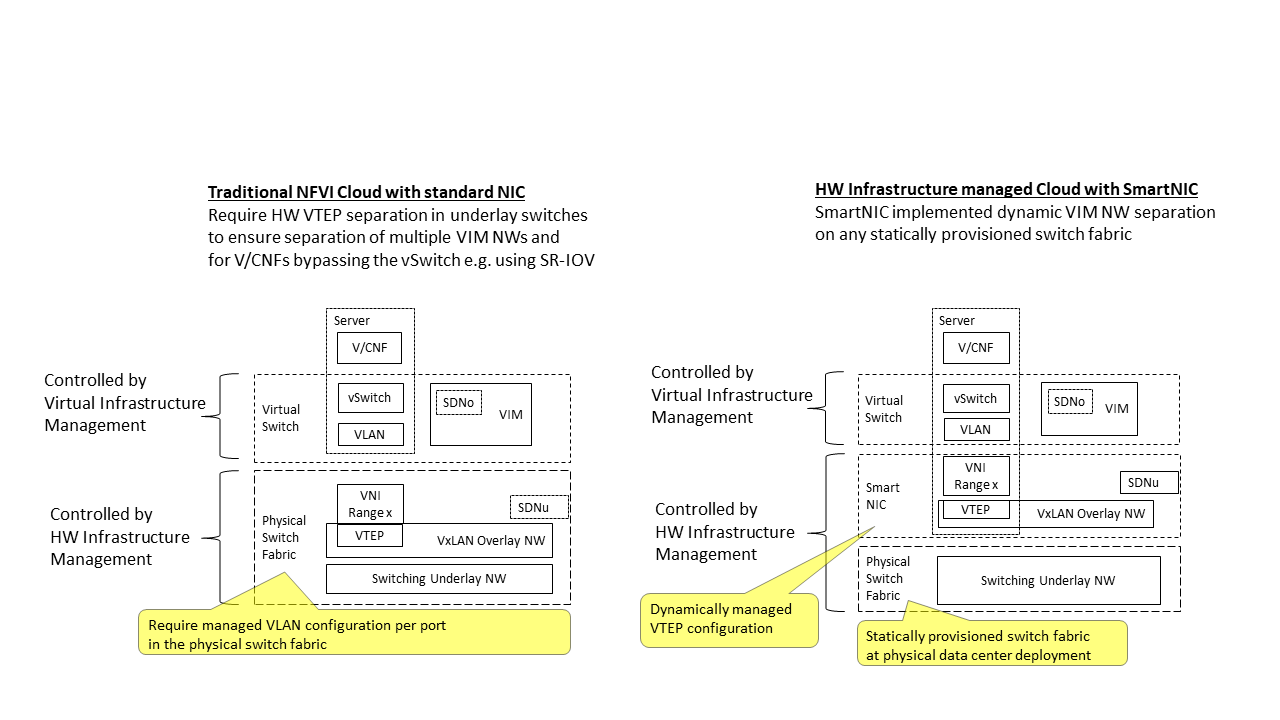 Traditional NFVI Cloud with standard NIC
Require HW VTEP separation in underlay switches
to ensure separation of multiple VIM NWs and
for V/CNFs bypassing the vSwitch e.g. using SR-IOV
Server
V/CNF
Controlled by
Virtual Infrastructure
Management
Virtual
Switch
vSwitch
VLAN
SDNo
VIM
Controlled by
HW Infrastructure
Management
Physical
Switch
Fabric
VNI
Range x
VTEP
SDNu
VxLAN Overlay NW
Switching Underlay NW
Require managed VLAN configuration per port
in the physical switch fabric
HW Infrastructure managed Cloud with SmartNIC
SmartNIC implemented dynamic VIM NW separation
on any statically provisioned switch fabric
Server
V/CNF
Controlled by
Virtual Infrastructure
Management
Virtual
Switch
vSwitch
VLAN
SDNo
VIM
Controlled by
HW Infrastructure
Management
Smart
NIC
VNI
Range x
VTEP
SDNu
VxLAN Overlay NW
Physical
Switch
Fabric
Switching Underlay NW
Dynamically managed
VTEP configuration
Statically provisioned switch fabric
at physical data center deployment